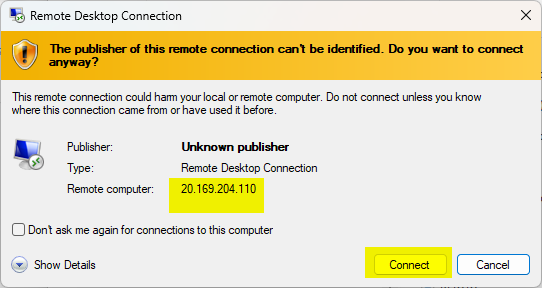 Remote Desktop Connection
The publisher of this remote connection can't be identified. Do you want to connect
anyway?
This remote connection could harm your local or remote computer. Do not connect unless you know
where this connection came from or have used it before.
Publisher: Unknown publisher
Type: Remote Desktop Connection
Remote computer: 20.169.204.110
Don't ask me again for connections to this computer
Show Details Connect Cancel